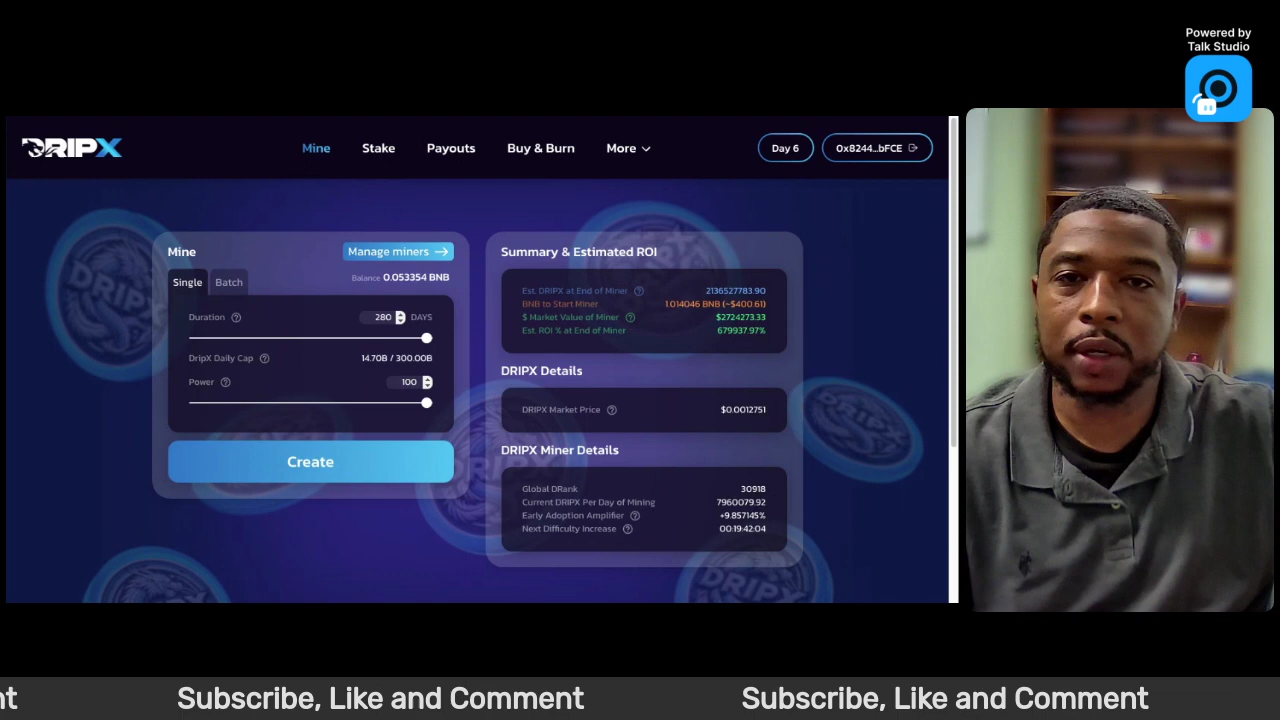 Powered by
Talk Studio
DRIPX
Mine
Stake
Payouts
Buy & Burn
More
Day 6
0x8244...bFCE
Mine
Manage miners →
Single
Batch
Balance 0.053354 BNB
Duration
280 DAYS
DripX Daily Cap
14.70B / 300.00B
Power
100
Create
Summary & Estimated ROI
Est. DRIPX at End of Miner 2136527783.90
BNB to Start Miner 1.014046 BNB (~$400.61)
$ Market Value of Miner $2724273.33
Est. ROI % at End of Miner 679937.97%
DRIPX Details
DRIPX Market Price $0.0012751
DRIPX Miner Details
Global DRank 30918
Current DRIPX Per Day of Mining 7960079.92
Early Adoption Amplifier +9.857145%
Next Difficulty Increase 00:19:42:04
DRIPX
DRIPX
DRIPX
DRIPX
nt Subscribe, Like and Comment Subscribe, Like and Comment